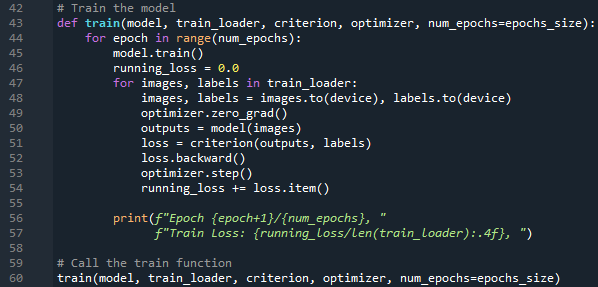 42 # Train the model
43 def train(model, train_loader, criterion, optimizer, num_epochs=epochs_size):
44     for epoch in range(num_epochs):
45         model.train()
46         running_loss = 0.0
47         for images, labels in train_loader:
48             images, labels = images.to(device), labels.to(device)
49             optimizer.zero_grad()
50             outputs = model(images)
51             loss = criterion(outputs, labels)
52             loss.backward()
53             optimizer.step()
54             running_loss += loss.item()
55
56         print(f"Epoch {epoch+1}/{num_epochs}, "
57               f"Train Loss: {running_loss/len(train_loader):.4f}, ")
58
59 # Call the train function
60 train(model, train_loader, criterion, optimizer, num_epochs=epochs_size)